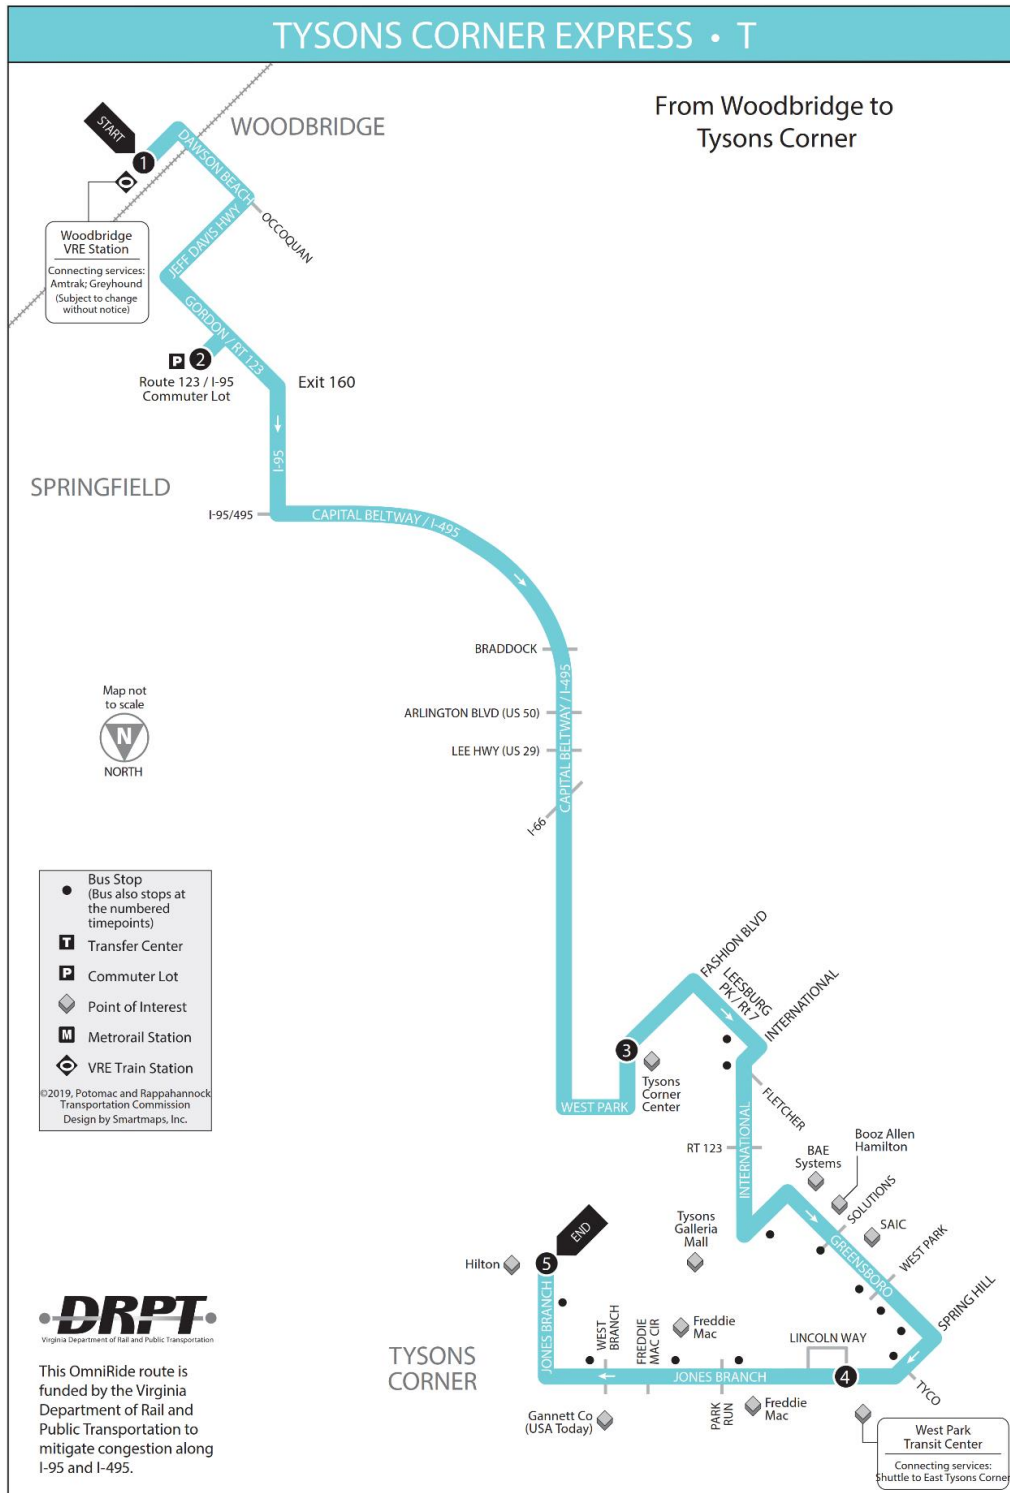 TYSONS CORNER EXPRESS • T
From Woodbridge to
Tysons Corner
WOODBRIDGE
START
1
DAWSON BEACH
OCCOQUAN
JEFF DAVIS HWY
Woodbridge
VRE Station
Connecting services:
Amtrak; Greyhound
(Subject to change
without notice)
GORDON / RT 123
P 2
Route 123 / I-95
Commuter Lot
Exit 160
I-95
SPRINGFIELD
I-95/495
CAPITAL BELTWAY / I-495
BRADDOCK
CAPITAL BELTWAY / I-495
ARLINGTON BLVD (US 50)
LEE HWY (US 29)
I-66
Map not
to scale
N
NORTH
Bus Stop
(Bus also stops at
the numbered
timepoints)
T Transfer Center
P Commuter Lot
Point of Interest
M Metrorail Station
VRE Train Station
©2019, Potomac and Rappahannock
Transportation Commission
Design by Smartmaps, Inc.
FASHION BLVD
LEESBURG
PK / Rt 7
INTERNATIONAL
3
Tysons
Corner
Center
WEST PARK
FLETCHER
INTERNATIONAL
RT 123
BAE
Systems
Booz Allen
Hamilton
SOLUTIONS
SAIC
WEST PARK
GREENSBORO
SPRING HILL
Tysons
Galleria
Mall
END
Hilton
5
JONES BRANCH
WEST
BRANCH
FREDDIE
MAC CIR
Freddie
Mac
LINCOLN WAY
TYSONS
CORNER
JONES BRANCH
4
TYCO
Gannett Co
(USA Today)
PARK
RUN
Freddie
Mac
West Park
Transit Center
Connecting services:
Shuttle to East Tysons Corner
DRPT
Virginia Department of Rail and Public Transportation
This OmniRide route is
funded by the Virginia
Department of Rail and
Public Transportation to
mitigate congestion along
I-95 and I-495.